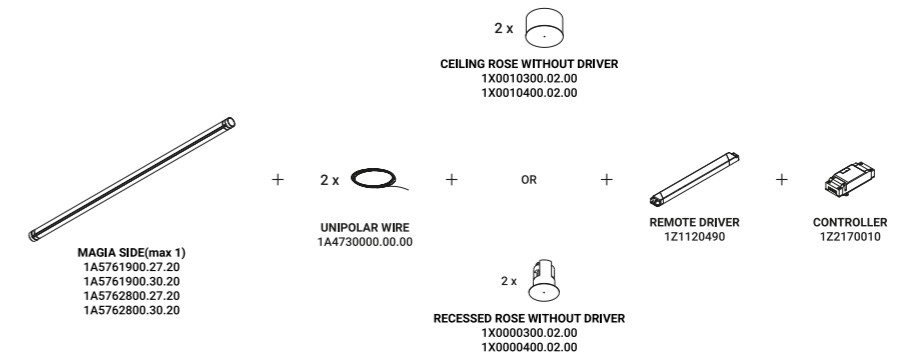 2 x
CEILING ROSE WITHOUT DRIVER
1X0010300.02.00
1X0010400.02.00
+
2 x
+
OR
+
+
MAGIA SIDE(max 1)
1A5761900.27.20
1A5761900.30.20
1A5762800.27.20
1A5762800.30.20
UNIPOLAR WIRE
1A4730000.00.00
REMOTE DRIVER
1Z1120490
CONTROLLER
1Z2170010
2 x
RECESSED ROSE WITHOUT DRIVER
1X0000300.02.00
1X0000400.02.00